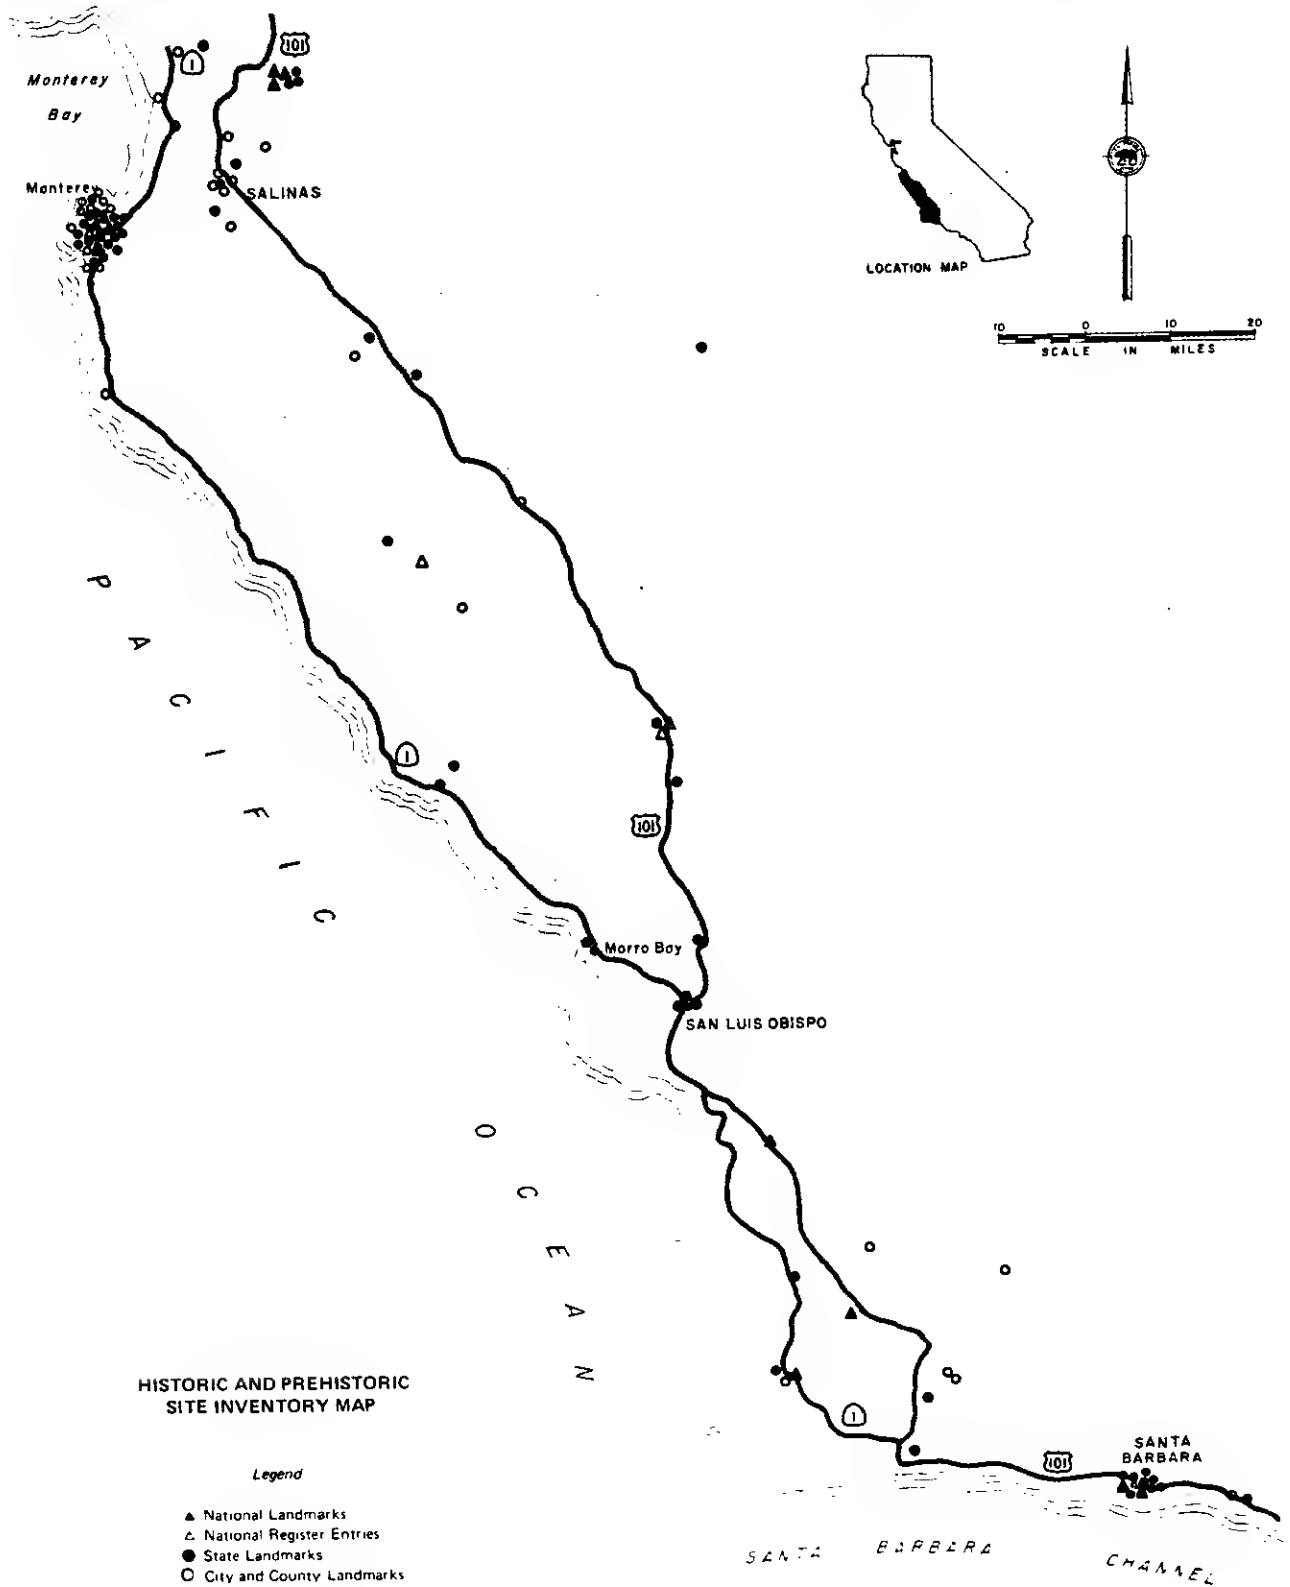 101
1
Monterey
Bay
Monterey
SALINAS
LOCATION MAP
10 0 10 20
SCALE IN MILES
PACIFIC
1
101
Morro Bay
SAN LUIS OBISPO
OCEAN
HISTORIC AND PREHISTORIC
SITE INVENTORY MAP
1
SANTA
BARBARA
101
Legend
National Landmarks
National Register Entries
State Landmarks
City and County Landmarks
SANTA BARBARA CHANNEL